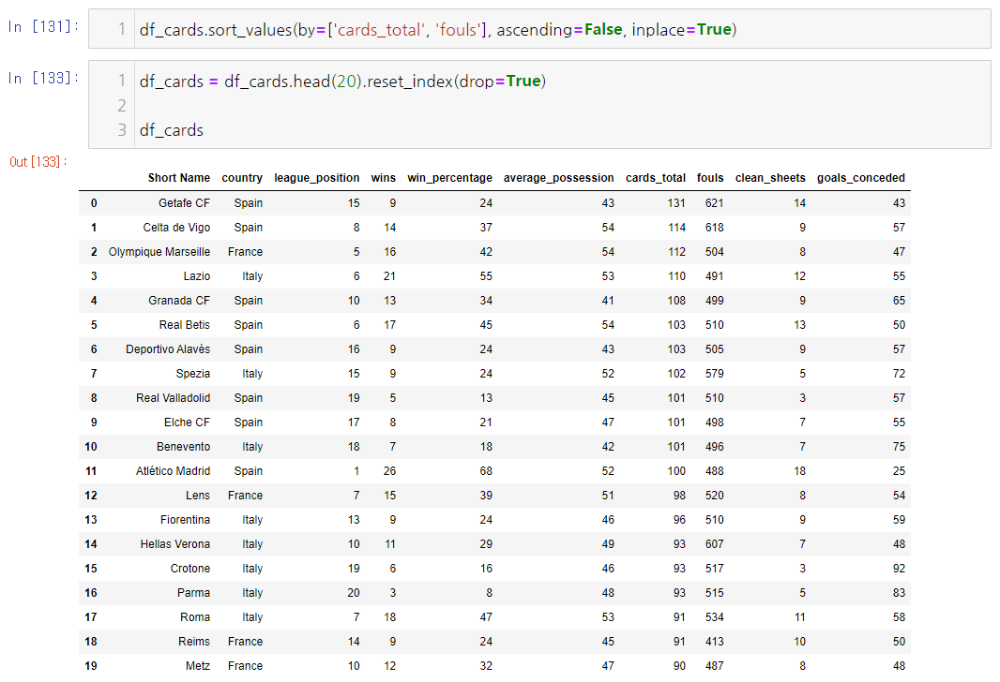 In [131]: 1 df_cards.sort_values(by=['cards_total', 'fouls'], ascending=False, inplace=True)
In [133]: 1 df_cards = df_cards.head(20).reset_index(drop=True)
2
3 df_cards
Out[133]:
Short Name country league_position wins win_percentage average_possession cards_total fouls clean_sheets goals_conceded
0 Getafe CF Spain 15 9 24 43 131 621 14 43
1 Celta de Vigo Spain 8 14 37 54 114 618 9 57
2 Olympique Marseille France 5 16 42 54 112 504 8 47
3 Lazio Italy 6 21 55 53 110 491 12 55
4 Granada CF Spain 10 13 34 41 108 499 9 65
5 Real Betis Spain 6 17 45 54 103 510 13 50
6 Deportivo Alavés Spain 16 9 24 43 103 505 9 57
7 Spezia Italy 15 9 24 52 102 579 5 72
8 Real Valladolid Spain 19 5 13 45 101 510 3 57
9 Elche CF Spain 17 8 21 47 101 498 7 55
10 Benevento Italy 18 7 18 42 101 496 7 75
11 Atlético Madrid Spain 1 26 68 52 100 488 18 25
12 Lens France 7 15 39 51 98 520 8 54
13 Fiorentina Italy 13 9 24 46 96 510 9 59
14 Hellas Verona Italy 10 11 29 49 93 607 7 48
15 Crotone Italy 19 6 16 46 93 517 3 92
16 Parma Italy 20 3 8 48 93 515 5 83
17 Roma Italy 7 18 47 53 91 534 11 58
18 Reims France 14 9 24 45 91 413 10 50
19 Metz France 10 12 32 47 90 487 8 48